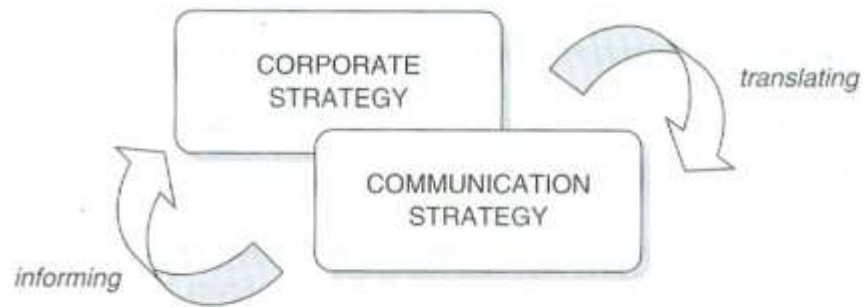 CORPORATE
STRATEGY
translating
COMMUNICATION
STRATEGY
informing